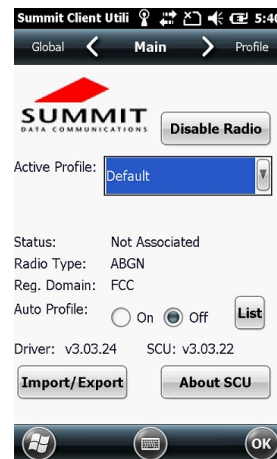 Summit Client Utili 5:40
Global Main Profile
SUMMIT
DATA COMMUNICATIONS
Disable Radio
Active Profile: Default
Status: Not Associated
Radio Type: ABGN
Reg. Domain: FCC
Auto Profile: On Off List
Driver: v3.03.24 SCU: v3.03.22
Import/Export About SCU
OK